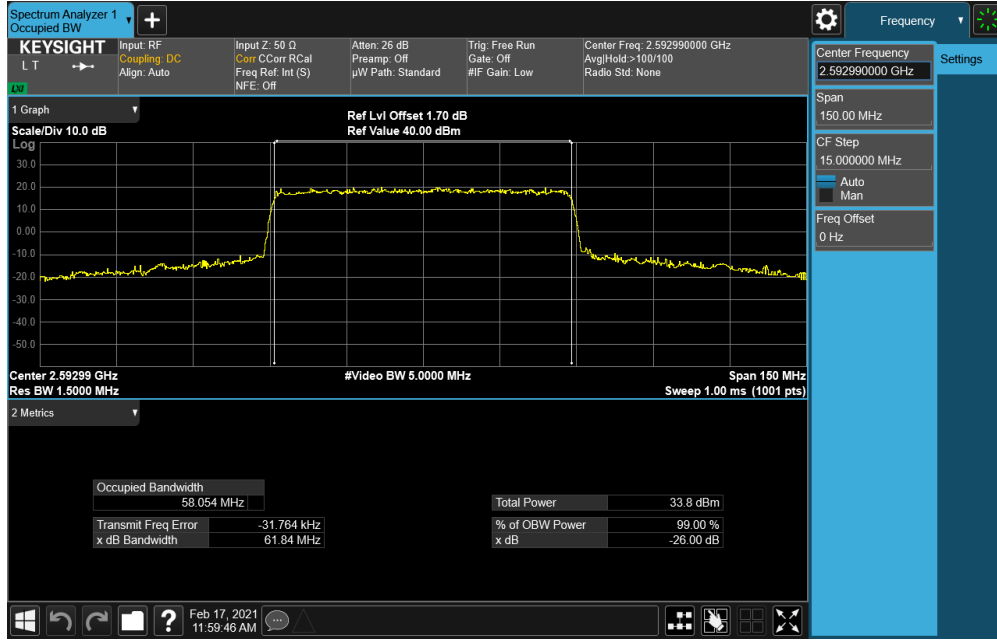 Spectrum Analyzer 1
Occupied BW
+
Frequency
KEYSIGHT
L T
LXI
Input: RF
Coupling: DC
Align: Auto
Input Z: 50 Ω
Corr CCorr RCal
Freq Ref: Int (S)
NFE: Off
Atten: 26 dB
Preamp: Off
µW Path: Standard
Trig: Free Run
Gate: Off
#IF Gain: Low
Center Freq: 2.592990000 GHz
Avg|Hold:>100/100
Radio Std: None
Center Frequency
2.592990000 GHz
Settings
Span
150.00 MHz
CF Step
15.000000 MHz
Auto
Man
Freq Offset
0 Hz
1 Graph
Scale/Div 10.0 dB
Ref Lvl Offset 1.70 dB
Ref Value 40.00 dBm
Log
30.0
20.0
10.0
0.00
-10.0
-20.0
-30.0
-40.0
-50.0
Center 2.59299 GHz
#Video BW 5.0000 MHz
Span 150 MHz
Res BW 1.5000 MHz
Sweep 1.00 ms (1001 pts)
2 Metrics
Occupied Bandwidth
58.054 MHz
Total Power 33.8 dBm
Transmit Freq Error -31.764 kHz
% of OBW Power 99.00 %
x dB Bandwidth 61.84 MHz
x dB -26.00 dB
?
Feb 17, 2021
11:59:46 AM